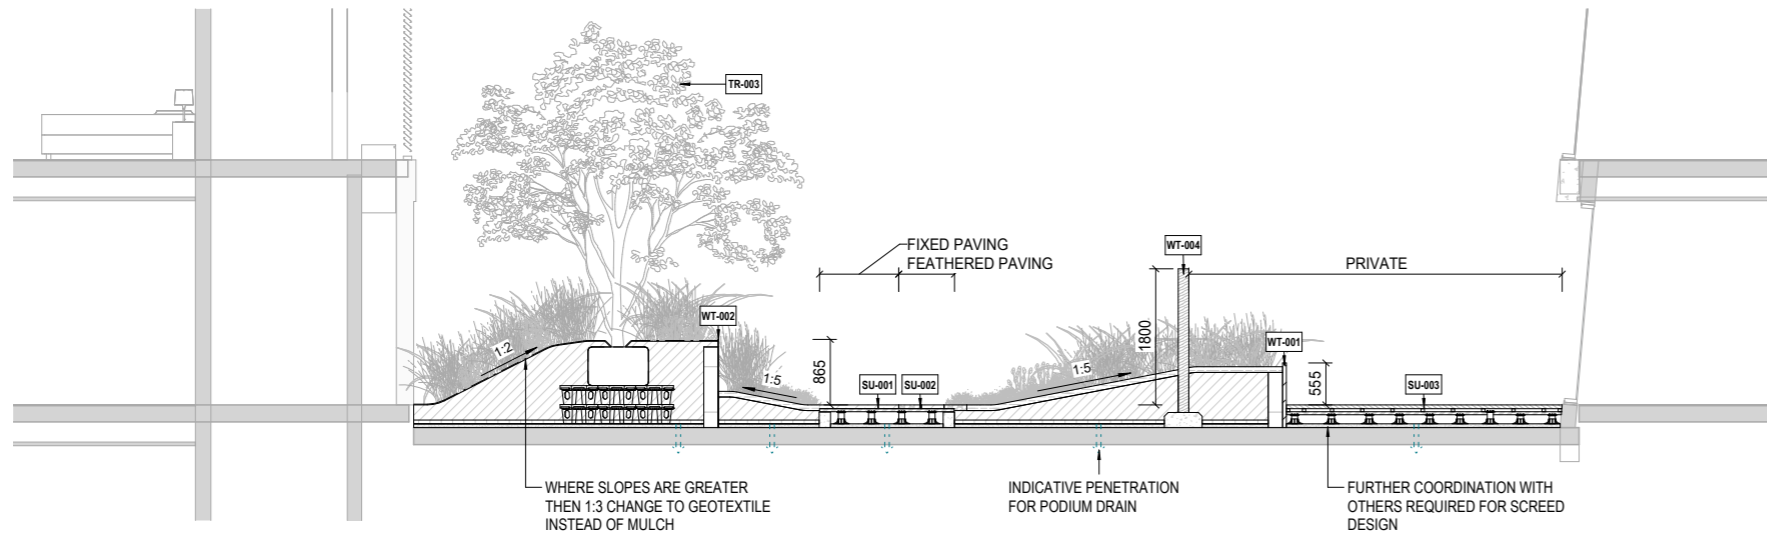 TR-003
FIXED PAVING
FEATHERED PAVING
WT-004
PRIVATE
WT-002
1:2
1:5
865
SU-001
SU-002
1:5
1800
WT-001
555
SU-003
WHERE SLOPES ARE GREATER
THEN 1:3 CHANGE TO GEOTEXTILE
INSTEAD OF MULCH
INDICATIVE PENETRATION
FOR PODIUM DRAIN
FURTHER COORDINATION WITH
OTHERS REQUIRED FOR SCREED
DESIGN